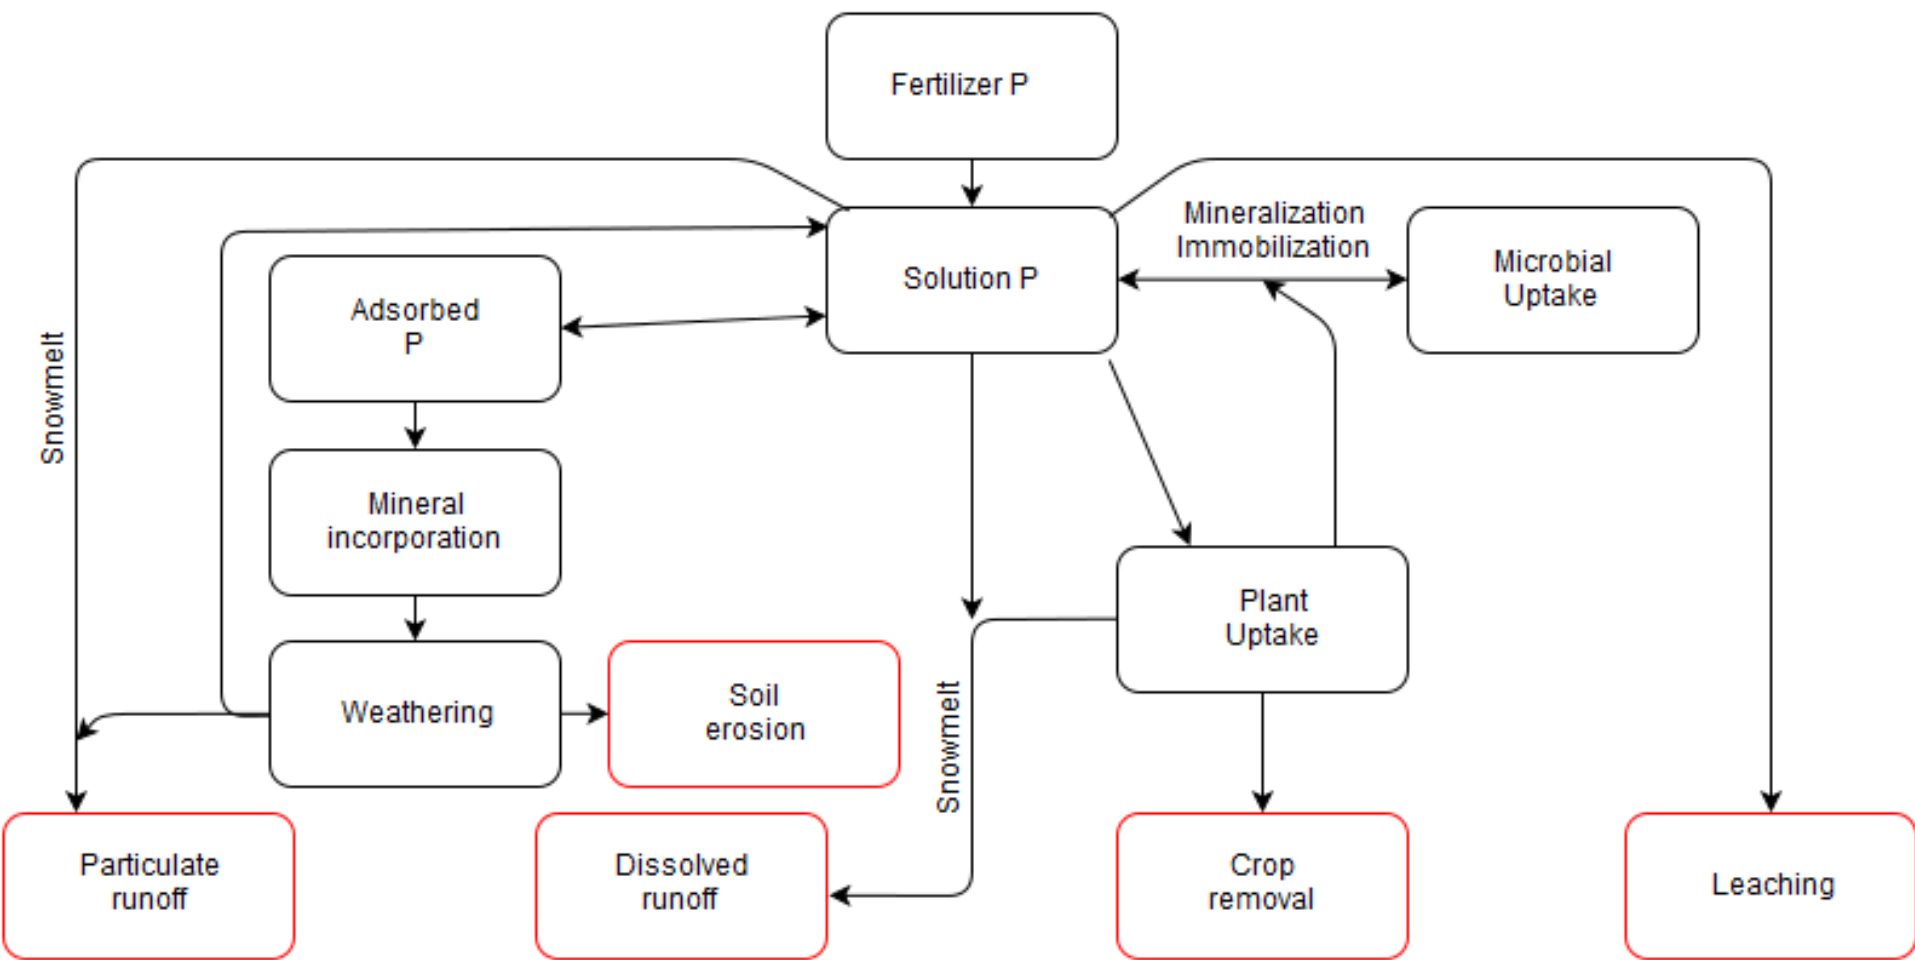 Fertilizer P
Mineralization
Immobilization
Solution P
Microbial
Uptake
Adsorbed
P
Snowmelt
Mineral
incorporation
Plant
Uptake
Weathering
Soil
erosion
Snowmelt
Particulate
runoff
Dissolved
runoff
Crop
removal
Leaching